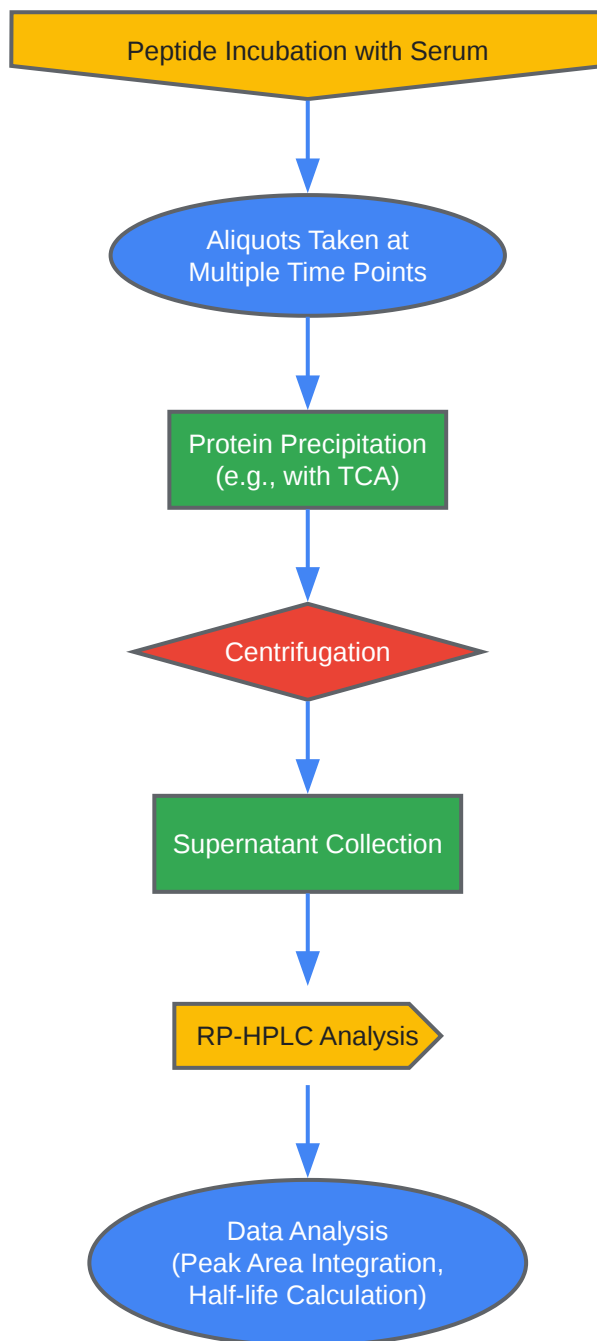 Peptide Incubation with Serum
Aliquots Taken at
Multiple Time Points
Protein Precipitation
(e.g., with TCA)
Centrifugation
Supernatant Collection
RP-HPLC Analysis
Data Analysis
(Peak Area Integration,
Half-life Calculation)